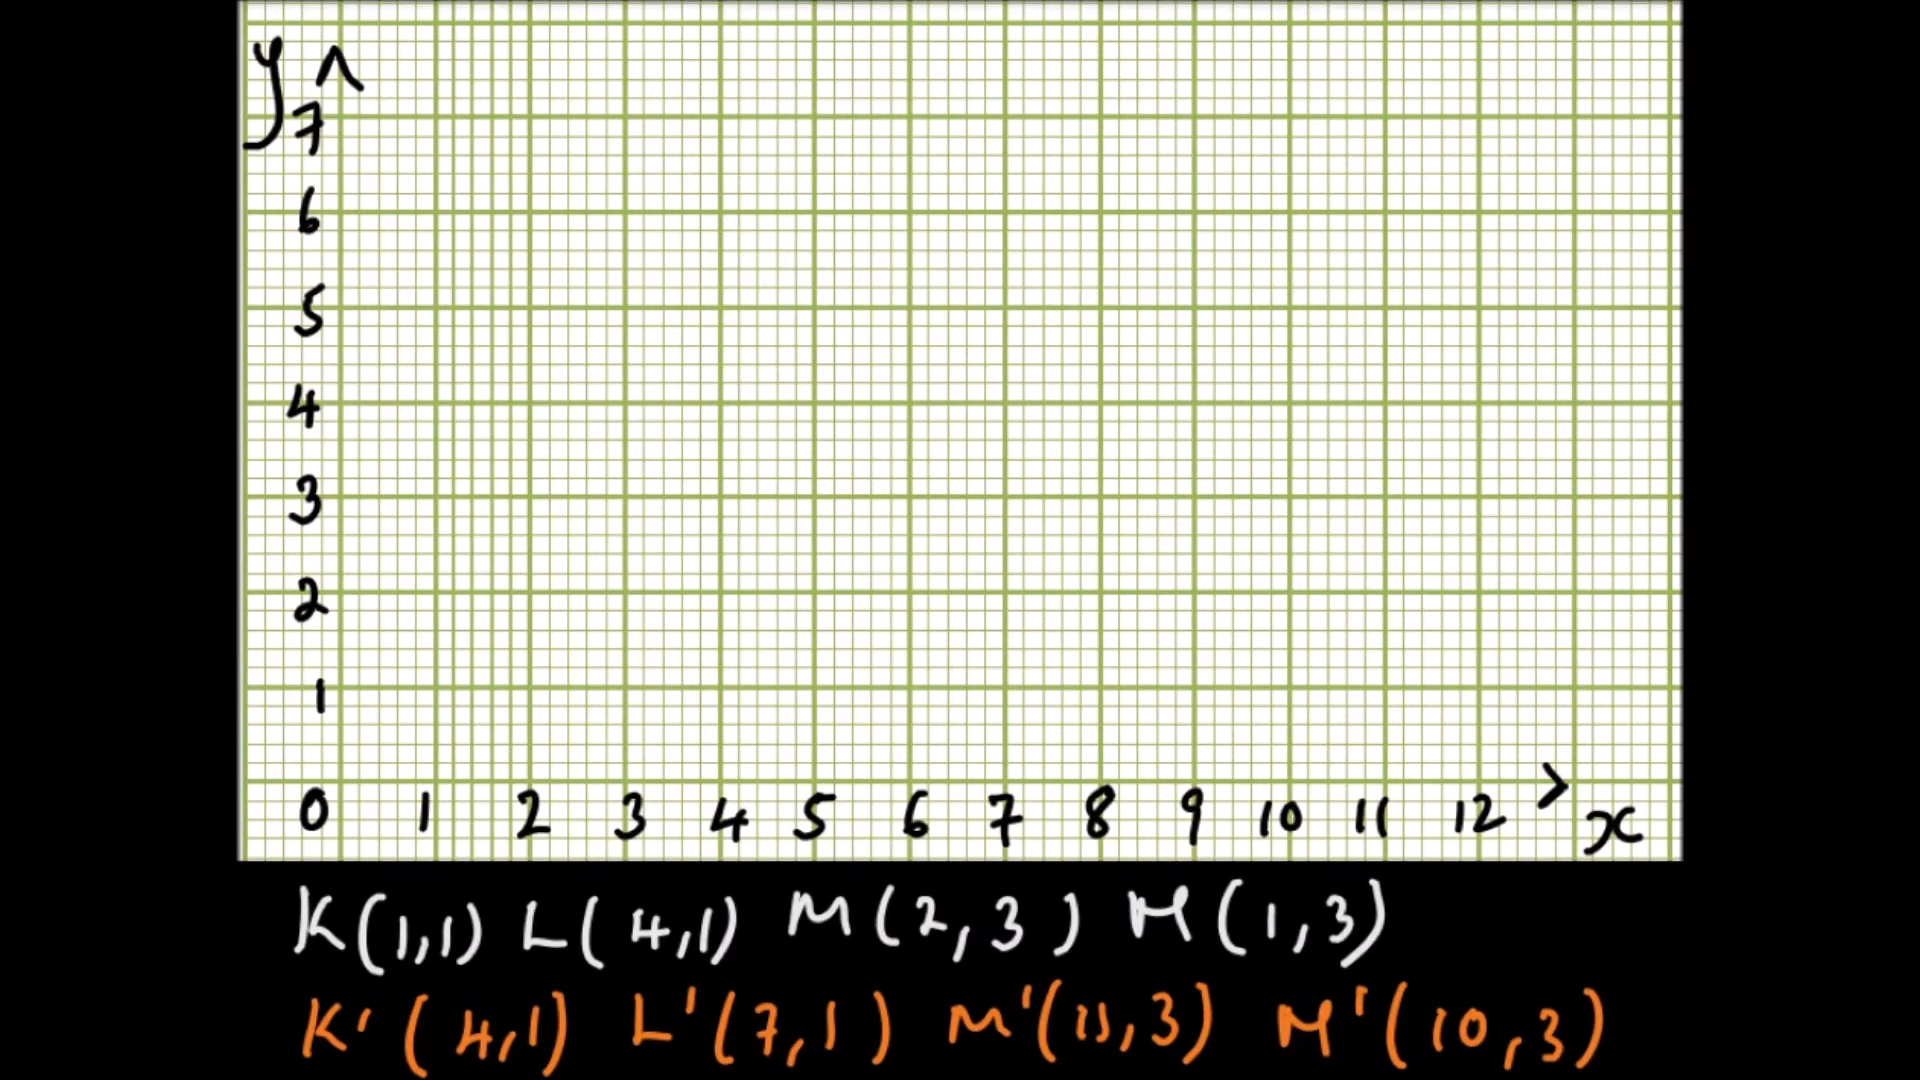 y
7
6
5
4
3
2
1
0 1 2 3 4 5 6 7 8 9 10 11 12 x
K(1,1) L(4,1) M(2,3) M(1,3)
K'(4,1) L'(7,1) M'(11,3) M'(10,3)